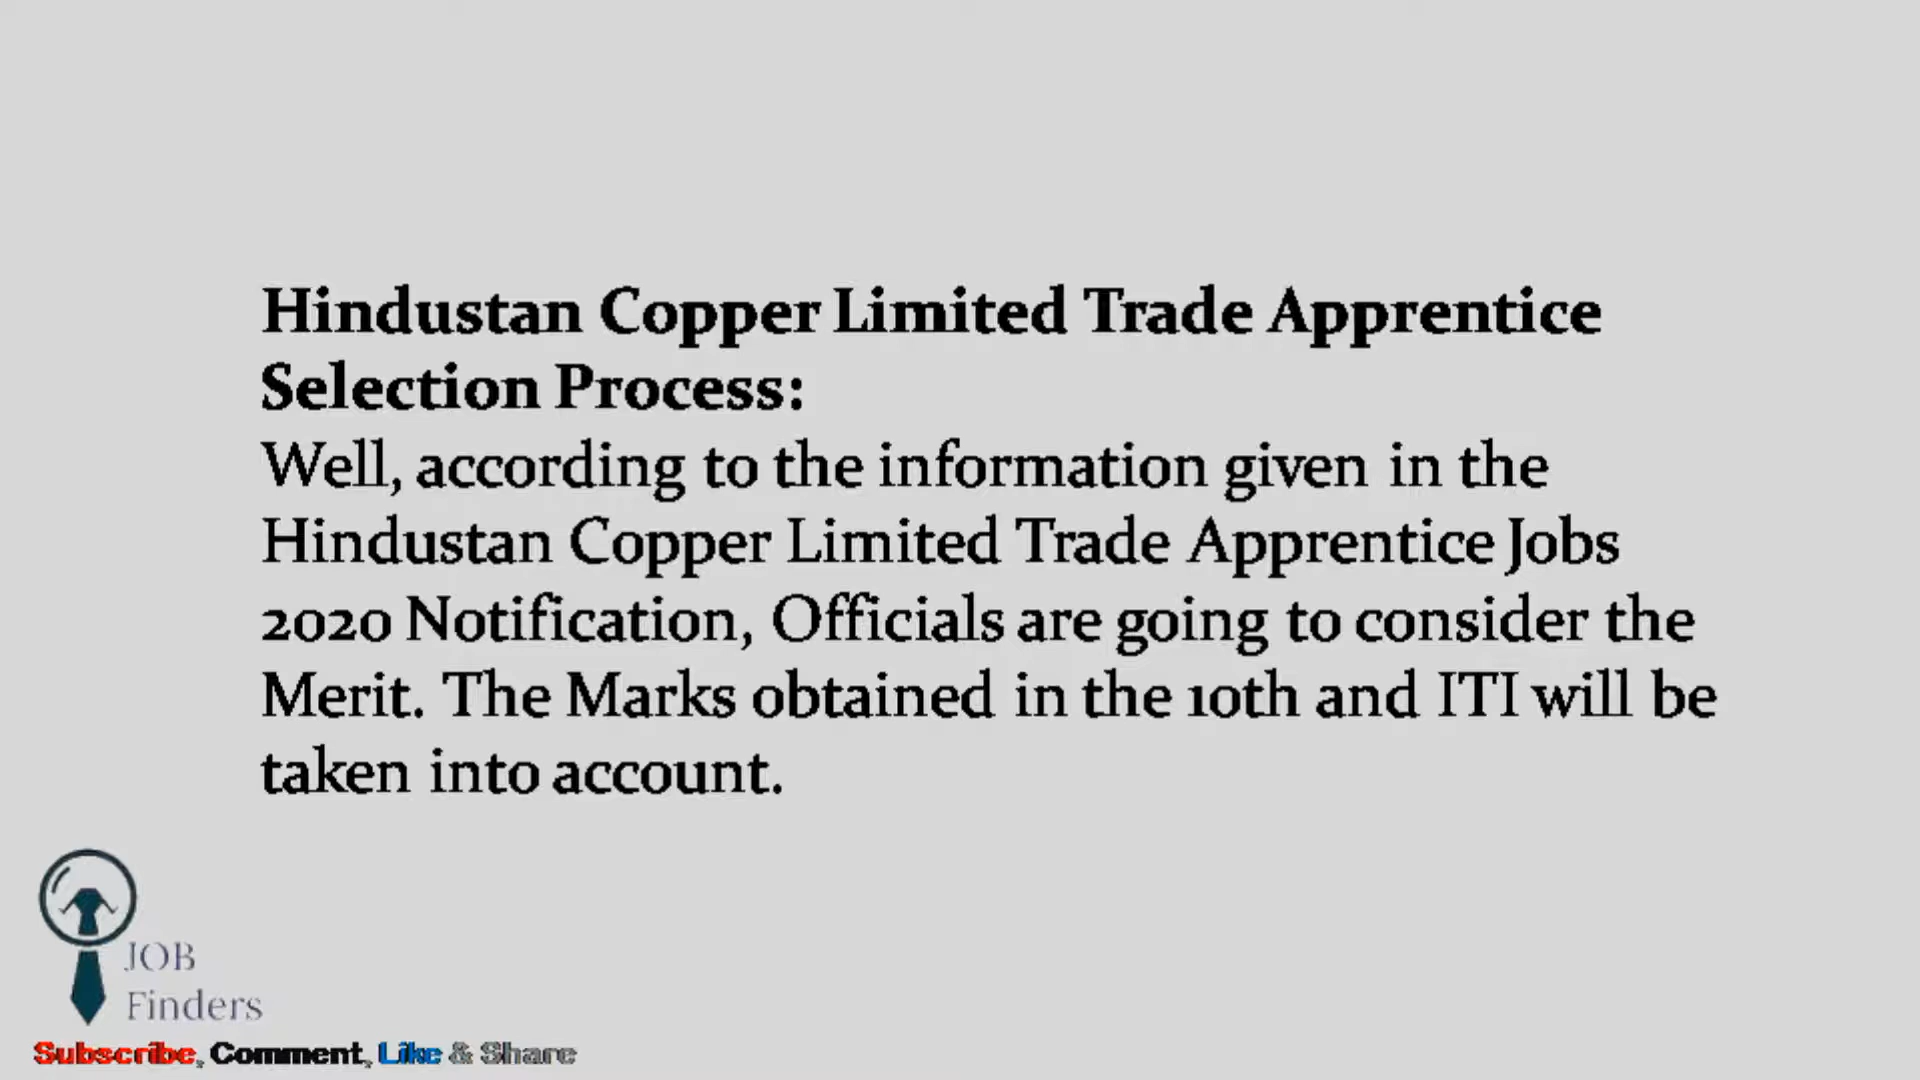 Hindustan Copper Limited Trade Apprentice
Selection Process:
Well, according to the information given in the
Hindustan Copper Limited Trade Apprentice Jobs
2020 Notification, Officials are going to consider the
Merit. The Marks obtained in the 10th and ITI will be
taken into account.
JOB
Finders
Subscribe, Comment, Like & Share